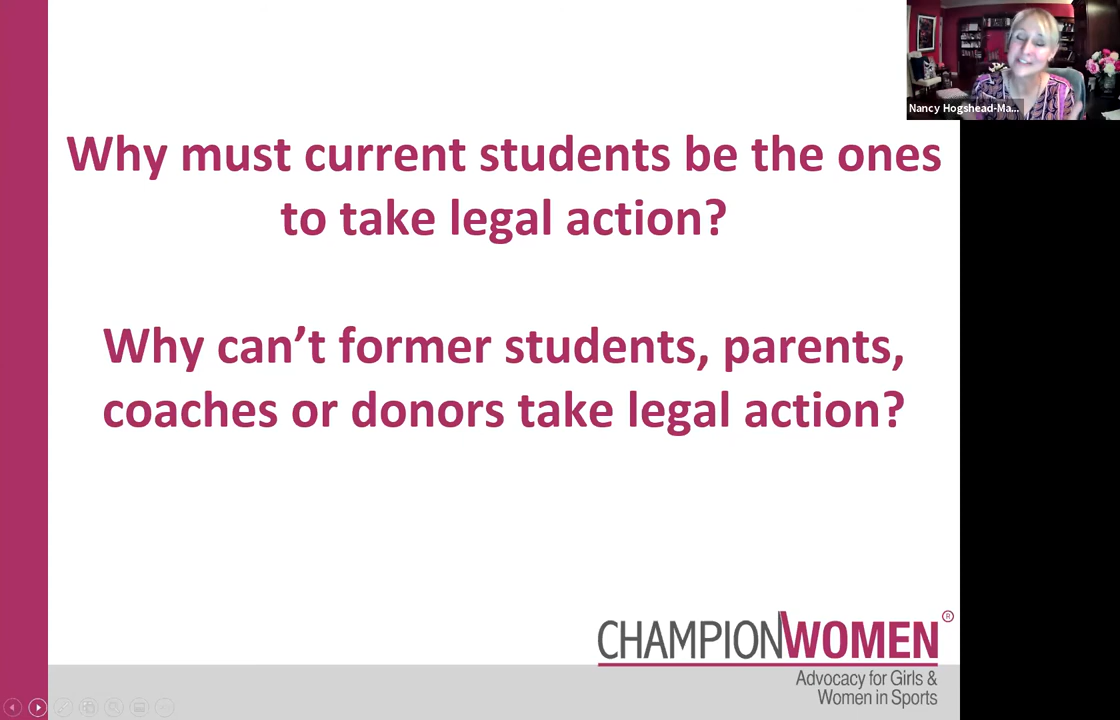 Nancy Hogshead-Ma...
Why must current students be the ones
to take legal action?
Why can’t former students, parents,
coaches or donors take legal action?
CHAMPIONWOMEN®
Advocacy for Girls &
Women in Sports